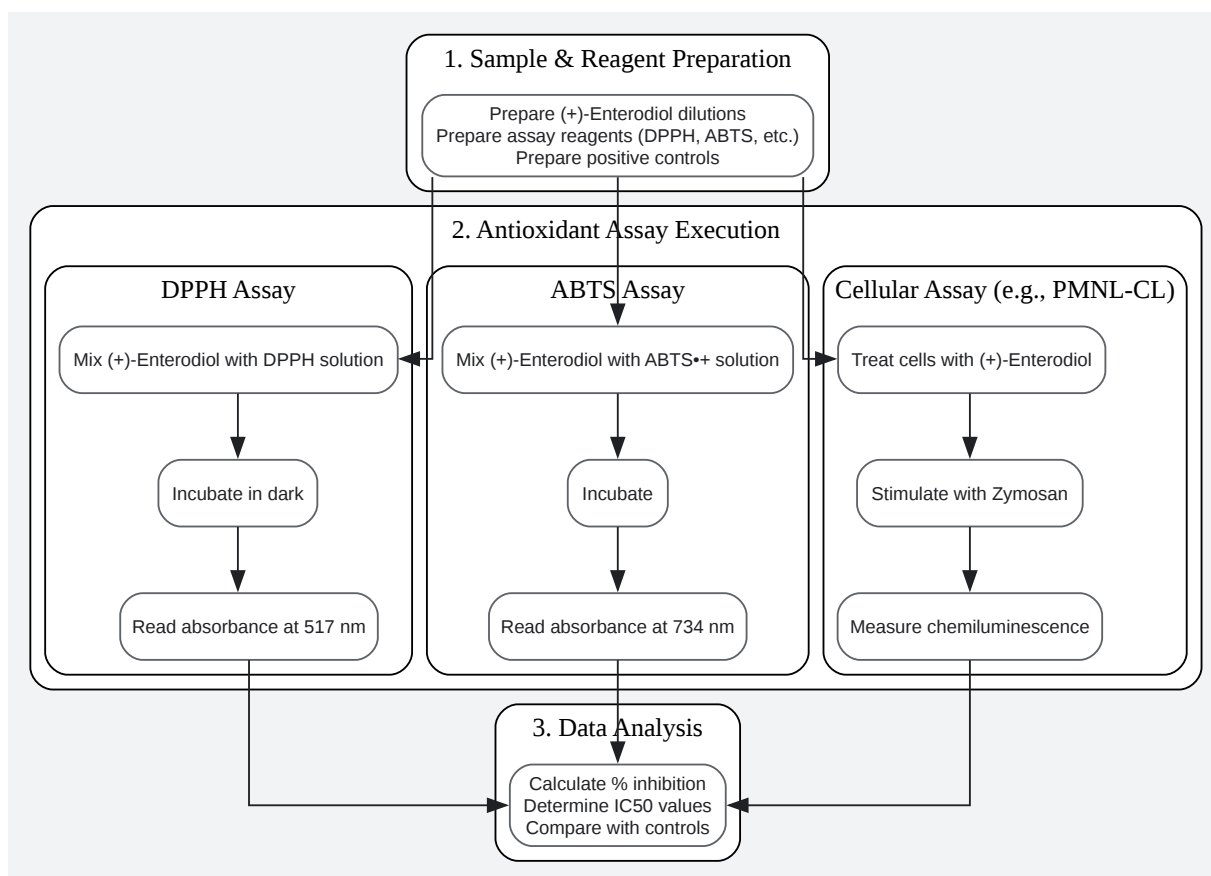 1. Sample & Reagent Preparation
Prepare (+)-Enterodiol dilutions
Prepare assay reagents (DPPH, ABTS, etc.)
Prepare positive controls
2. Antioxidant Assay Execution
DPPH Assay
Mix (+)-Enterodiol with DPPH solution
Incubate in dark
Read absorbance at 517 nm
ABTS Assay
Mix (+)-Enterodiol with ABTS•+ solution
Incubate
Read absorbance at 734 nm
Cellular Assay (e.g., PMNL-CL)
Treat cells with (+)-Enterodiol
Stimulate with Zymosan
Measure chemiluminescence
3. Data Analysis
Calculate % inhibition
Determine IC50 values
Compare with controls